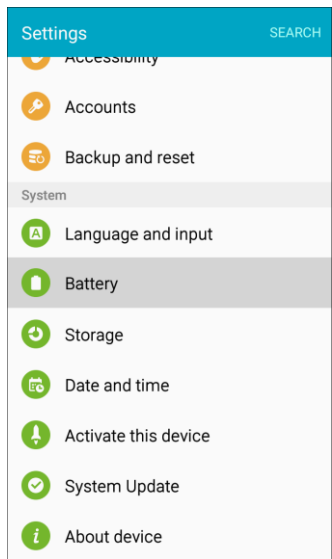 Settings
SEARCH
Accessibility
Accounts
Backup and reset
System
Language and input
Battery
Storage
Date and time
Activate this device
System Update
About device